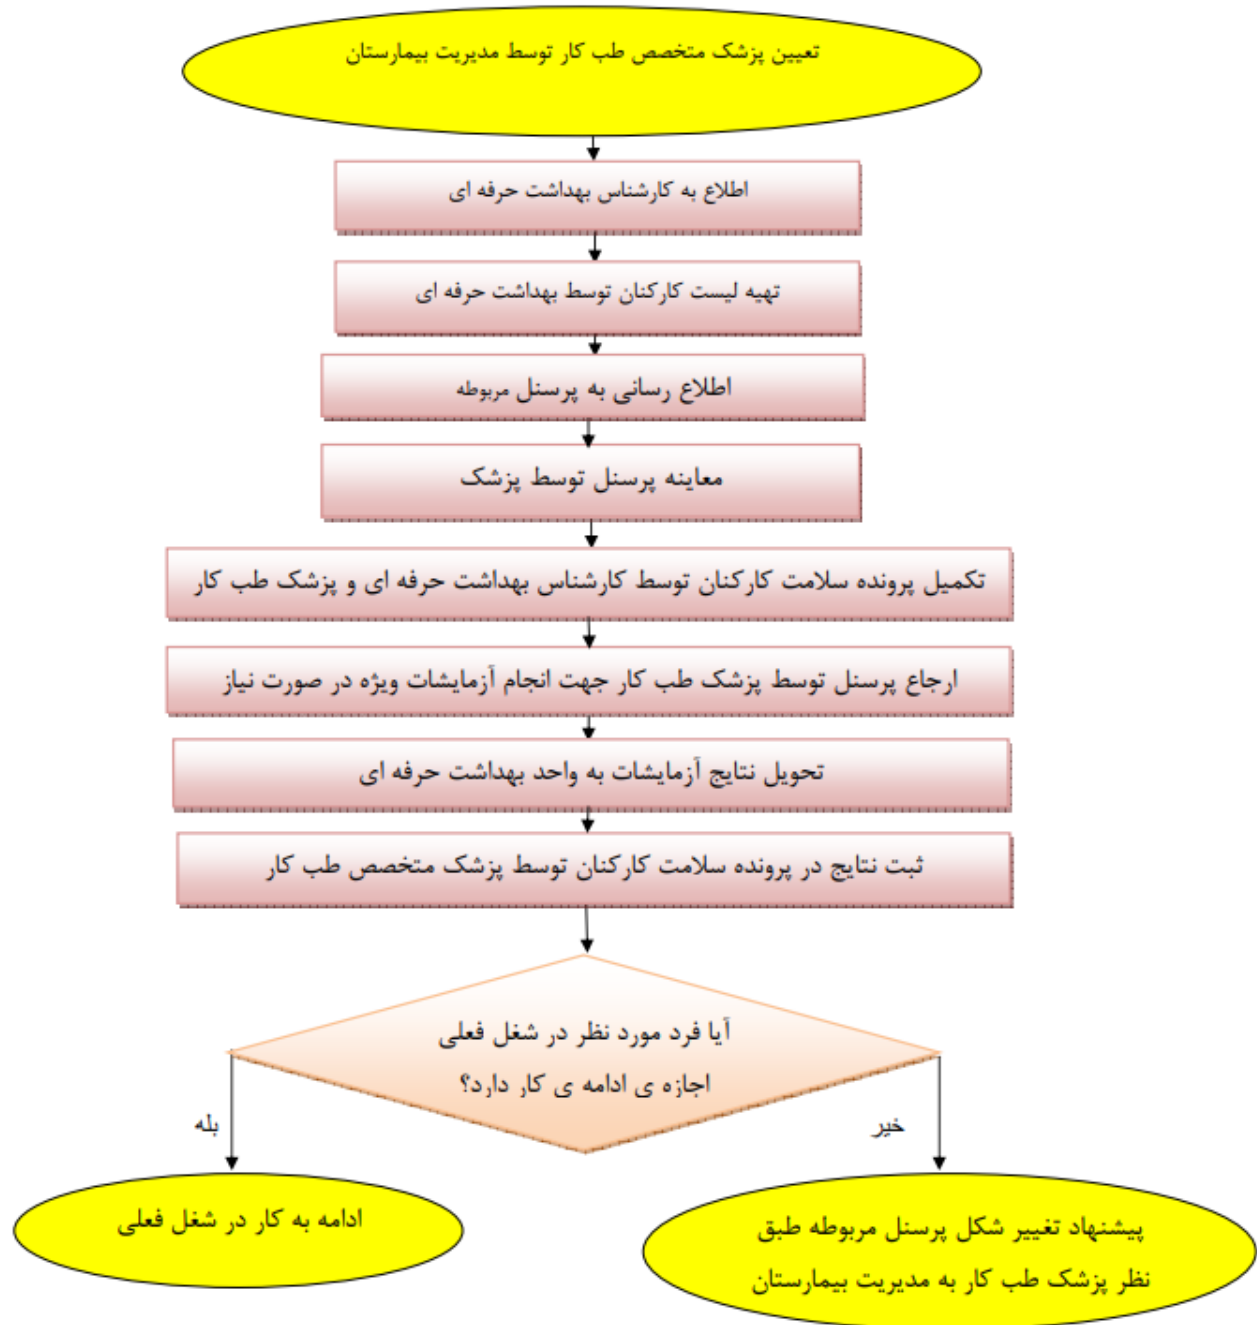 تعیین پزشک متخصص طب کار توسط مدیریت بیمارستان
اطلاع به کارشناس بهداشت حرفه ای
تهیه لیست کارکنان توسط بهداشت حرفه ای
اطلاع رسانی به پرسنل مربوطه
معاینه پرسنل توسط پزشک
تکمیل پرونده سلامت کارکنان توسط کارشناس بهداشت حرفه ای و پزشک طب کار
ارجاع پرسنل توسط پزشک طب کار جهت انجام آزمایشات ویژه در صورت نیاز
تحویل نتایج آزمایشات به واحد بهداشت حرفه ای
ثبت نتایج در پرونده سلامت کارکنان توسط پزشک متخصص طب کار
آیا فرد مورد نظر در شغل فعلی
اجازه ی ادامه ی کار دارد؟
خیر
بله
پیشنهاد تغییر شکل پرسنل مربوطه طبق
نظر پزشک طب کار به مدیریت بیمارستان
ادامه به کار در شغل فعلی